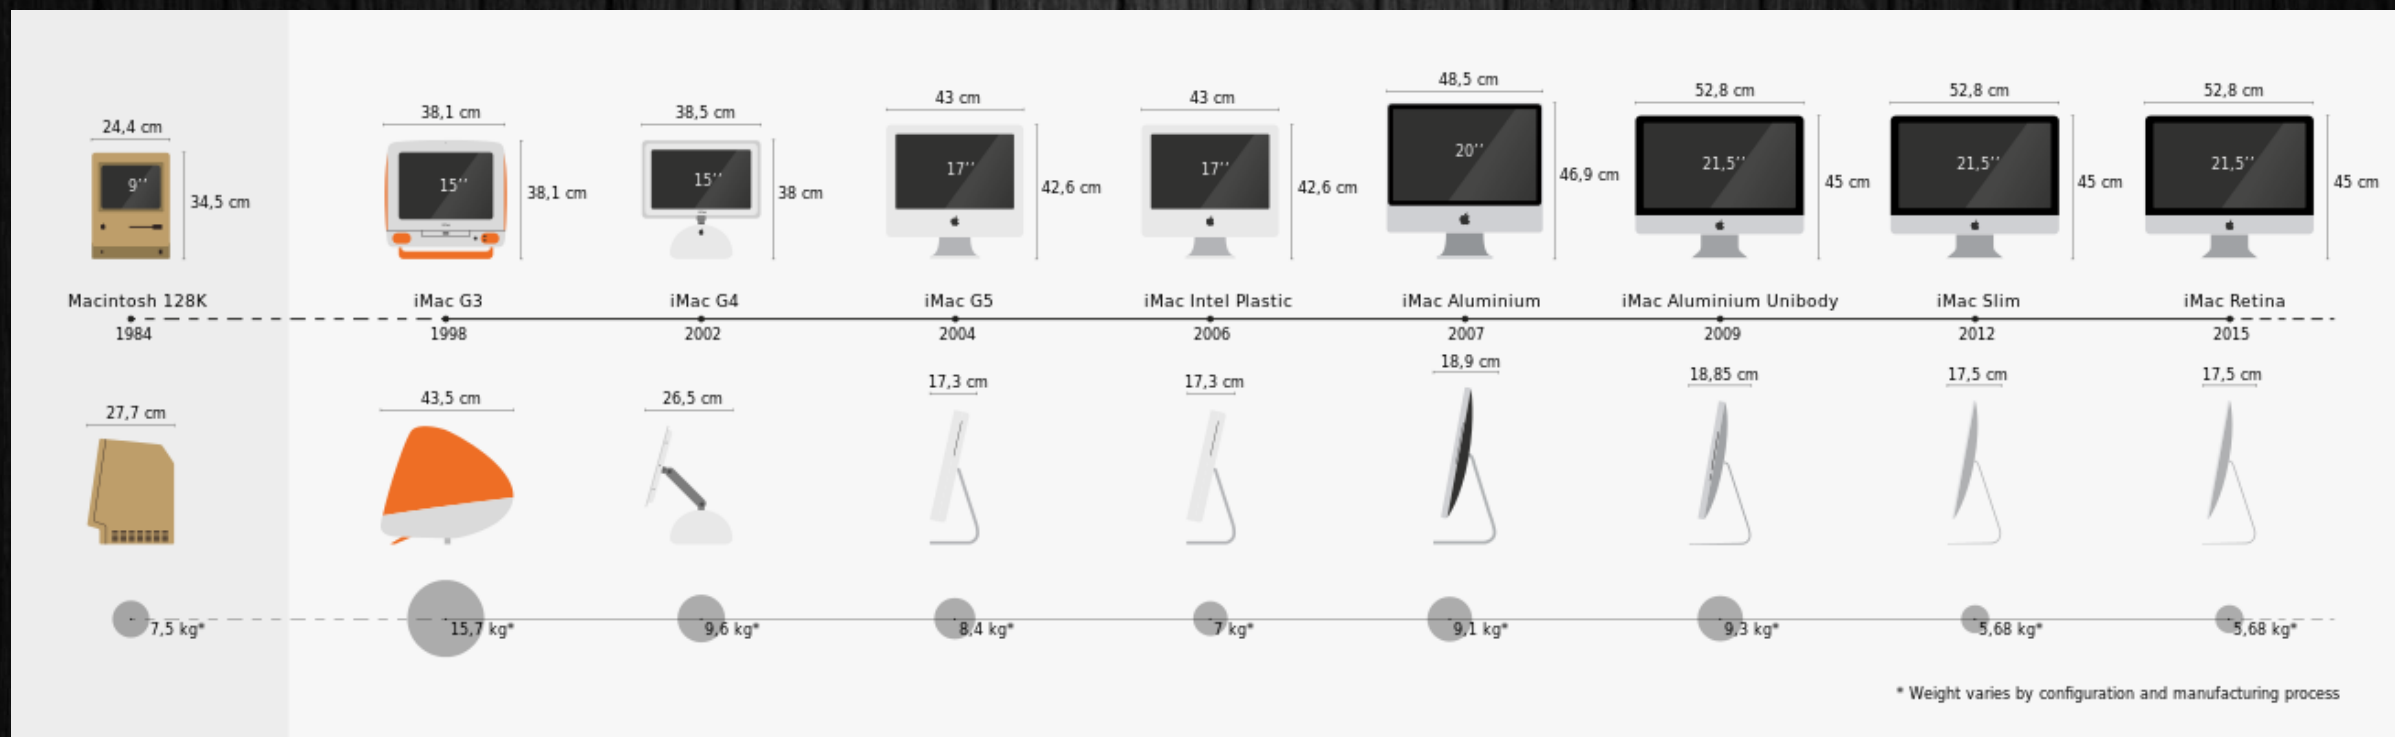 48,5 cm
52,8 cm
52,8 cm
52,8 cm
43 cm
43 cm
38,1 cm
38,5 cm
24,4 cm
9’’
15’’
15’’
17’’
17’’
20’’
21,5’’
21,5’’
21,5’’
34,5 cm
38,1 cm
38 cm
42,6 cm
42,6 cm
46,9 cm
45 cm
45 cm
45 cm
Macintosh 128K
iMac G3
iMac G4
iMac G5
iMac Intel Plastic
iMac Aluminium
iMac Aluminium Unibody
iMac Slim
iMac Retina
1984
1998
2002
2004
2006
2007
2009
2012
2015
27,7 cm
43,5 cm
26,5 cm
17,3 cm
17,3 cm
18,9 cm
18,85 cm
17,5 cm
17,5 cm
7,5 kg*
15,7 kg*
9,6 kg*
8,4 kg*
7 kg*
9,1 kg*
9,3 kg*
5,68 kg*
5,68 kg*
* Weight varies by configuration and manufacturing process